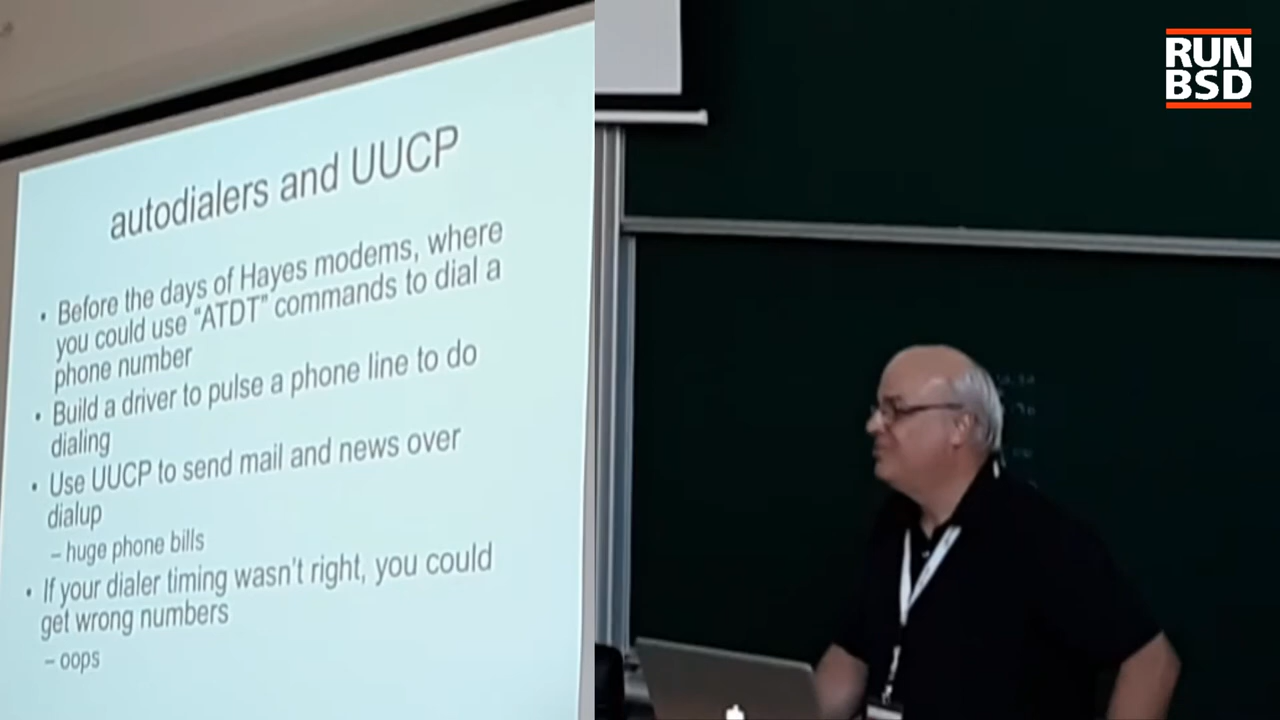 autodialers and UUCP
• Before the days of Hayes modems, where
you could use “ATDT” commands to dial a
phone number
• Build a driver to pulse a phone line to do
dialing
• Use UUCP to send mail and news over
dialup
– huge phone bills
• If your dialer timing wasn’t right, you could
get wrong numbers
– oops
RUN
BSD